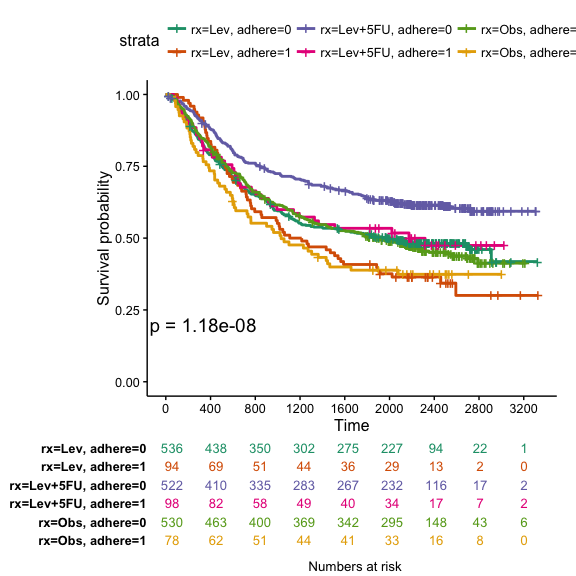 strata rx=Lev, adhere=0 rx=Lev+5FU, adhere=0 rx=Obs, adhere=
rx=Lev, adhere=1 rx=Lev+5FU, adhere=1 rx=Obs, adhere=
Survival probability
1.00
0.75
0.50
0.25
0.00
p = 1.18e-08
0 400 800 1200 1600 2000 2400 2800 3200
Time
rx=Lev, adhere=0 536 438 350 302 275 227 94 22 1
rx=Lev, adhere=1 94 69 51 44 36 29 13 2 0
rx=Lev+5FU, adhere=0 522 410 335 283 267 232 116 17 2
rx=Lev+5FU, adhere=1 98 82 58 49 40 34 17 7 2
rx=Obs, adhere=0 530 463 400 369 342 295 148 43 6
rx=Obs, adhere=1 78 62 51 44 41 33 16 8 0
Numbers at risk